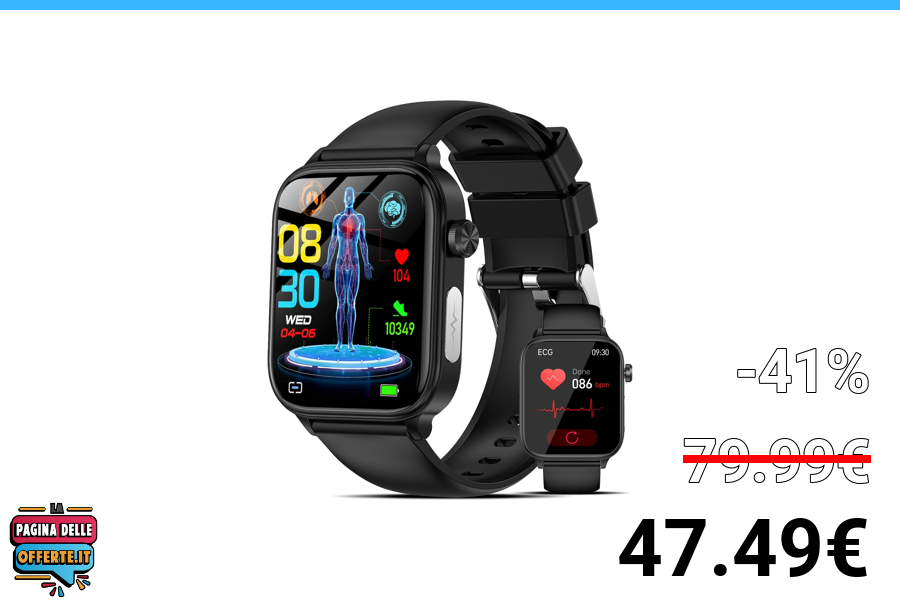 08
30
WED
04-06
104
10349
ECG
09:30
Done
086 bpm
-41%
79.99€
47.49€
LA
PAGINA DELLE
OFFERTE.IT